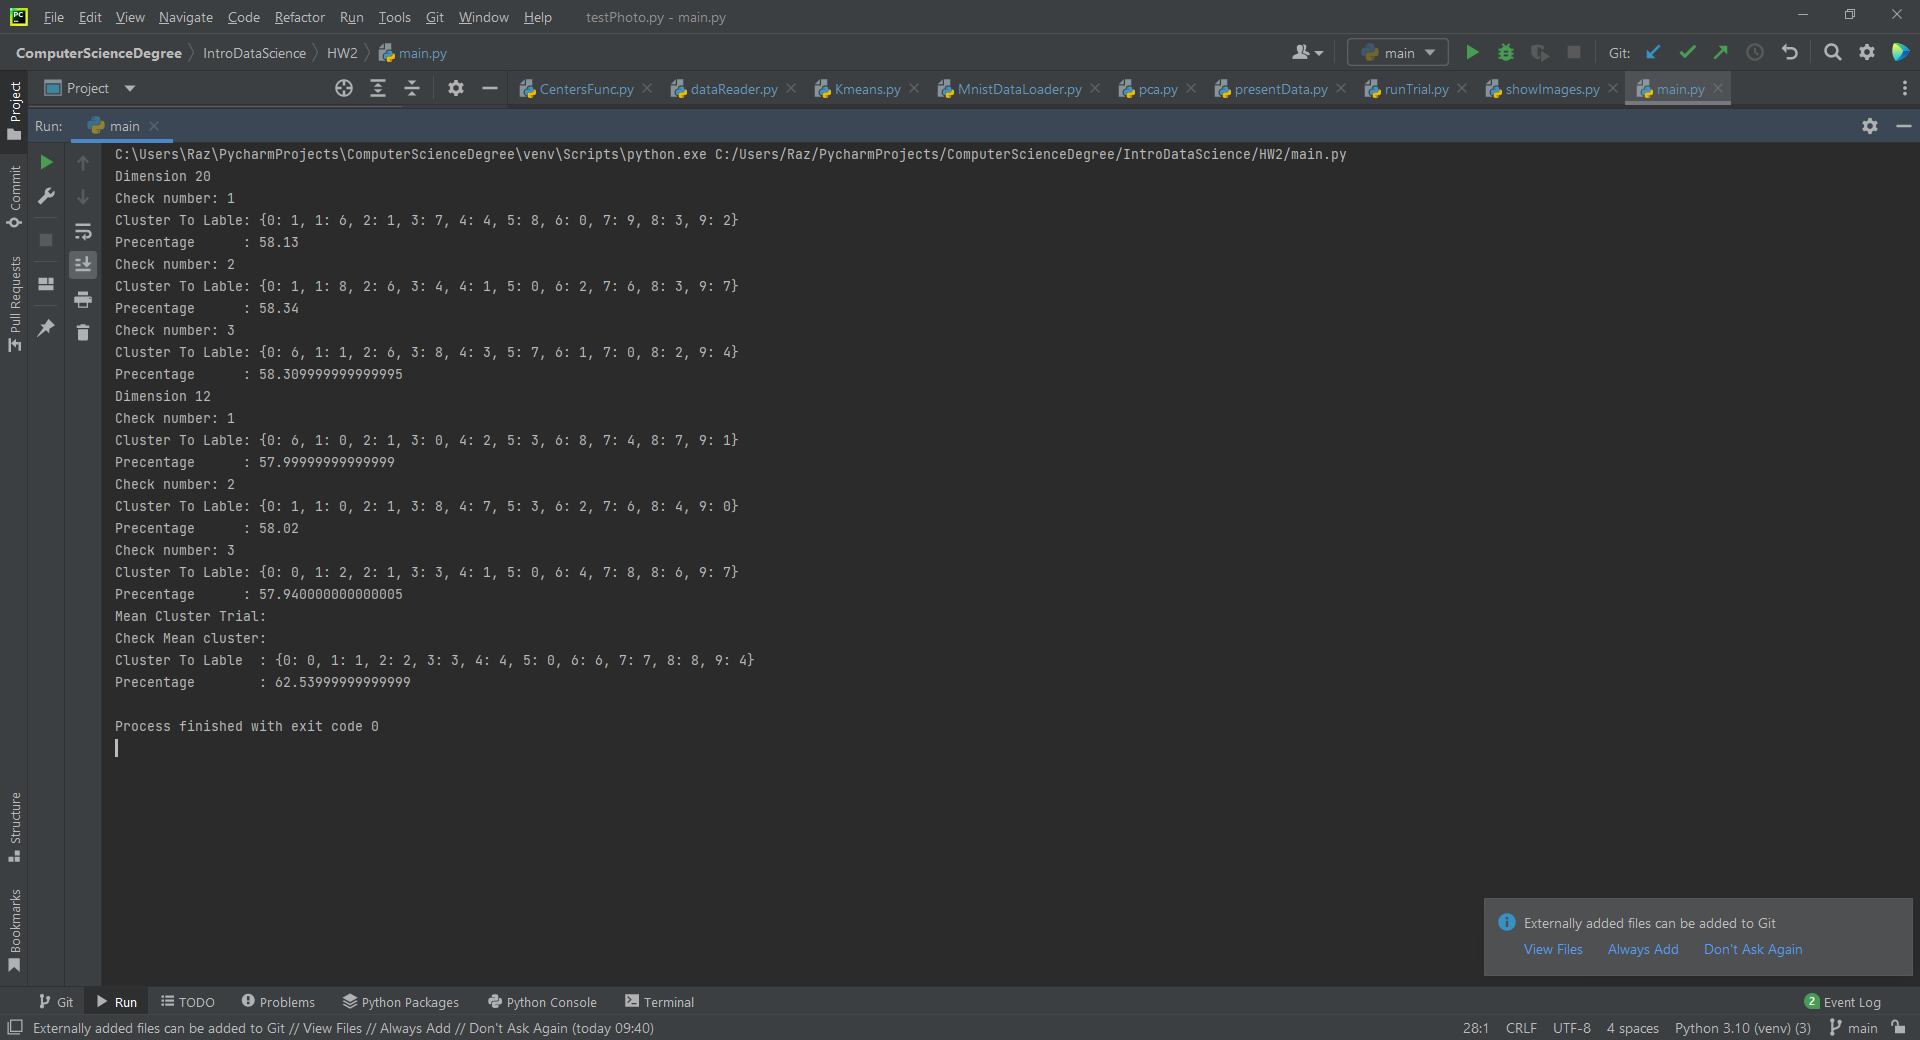 PC File Edit View Navigate Code Refactor Run Tools Git Window Help testPhoto.py - main.py
ComputerScienceDegree IntroDataScience HW2 main.py main Git:
Project CentersFunc.py dataReader.py Kmeans.py MnistDataLoader.py pca.py presentData.py runTrial.py showImages.py main.py
Run: main
Project
Commit
Pull Requests
Structure
Bookmarks
C:\Users\Raz\PycharmProjects\ComputerScienceDegree\venv\Scripts\python.exe C:/Users/Raz/PycharmProjects/ComputerScienceDegree/IntroDataScience/HW2/main.py
Dimension 20
Check number: 1
Cluster To Lable: {0: 1, 1: 6, 2: 1, 3: 7, 4: 4, 5: 8, 6: 0, 7: 9, 8: 3, 9: 2}
Precentage      : 58.13
Check number: 2
Cluster To Lable: {0: 1, 1: 8, 2: 6, 3: 4, 4: 1, 5: 0, 6: 2, 7: 6, 8: 3, 9: 7}
Precentage      : 58.34
Check number: 3
Cluster To Lable: {0: 6, 1: 1, 2: 6, 3: 8, 4: 3, 5: 7, 6: 1, 7: 0, 8: 2, 9: 4}
Precentage      : 58.309999999999995
Dimension 12
Check number: 1
Cluster To Lable: {0: 6, 1: 0, 2: 1, 3: 0, 4: 2, 5: 3, 6: 8, 7: 4, 8: 7, 9: 1}
Precentage      : 57.99999999999999
Check number: 2
Cluster To Lable: {0: 1, 1: 0, 2: 1, 3: 8, 4: 7, 5: 3, 6: 2, 7: 6, 8: 4, 9: 0}
Precentage      : 58.02
Check number: 3
Cluster To Lable: {0: 0, 1: 2, 2: 1, 3: 3, 4: 1, 5: 0, 6: 4, 7: 8, 8: 6, 9: 7}
Precentage      : 57.940000000000005
Mean Cluster Trial:
Check Mean cluster:
Cluster To Lable  : {0: 0, 1: 1, 2: 2, 3: 3, 4: 4, 5: 0, 6: 6, 7: 7, 8: 8, 9: 4}
Precentage        : 62.53999999999999
Process finished with exit code 0
Externally added files can be added to Git
View Files Always Add Don't Ask Again
Git Run TODO Problems Python Packages Python Console Terminal 2 Event Log
Externally added files can be added to Git // View Files // Always Add // Don't Ask Again (today 09:40) 28:1 CRLF UTF-8 4 spaces Python 3.10 (venv) (3) main